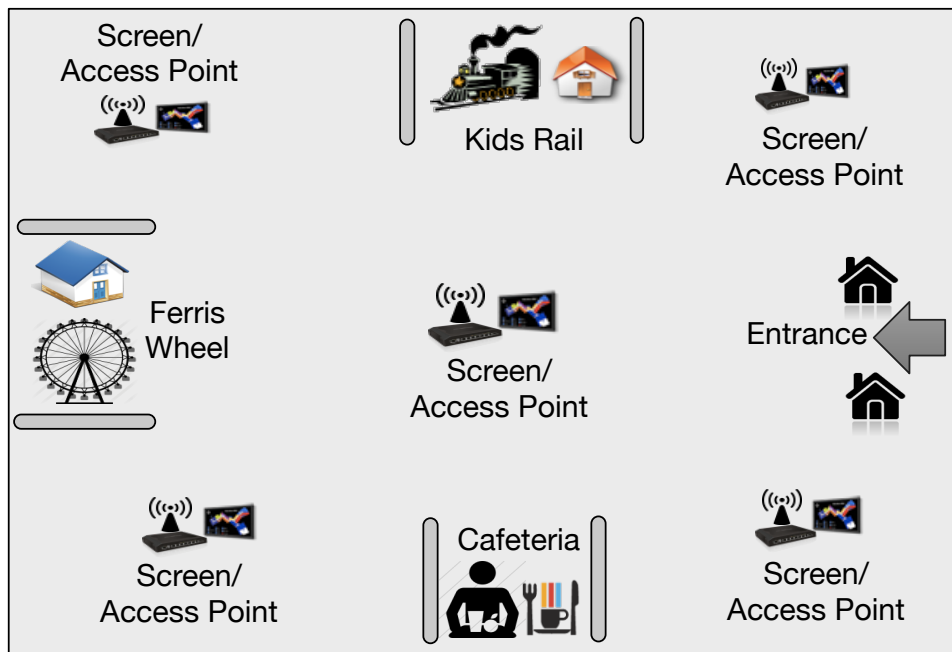 Screen/
Access Point
Kids Rail
Screen/
Access Point
Ferris
Wheel
Screen/
Access Point
Entrance
Screen/
Access Point
Cafeteria
Screen/
Access Point